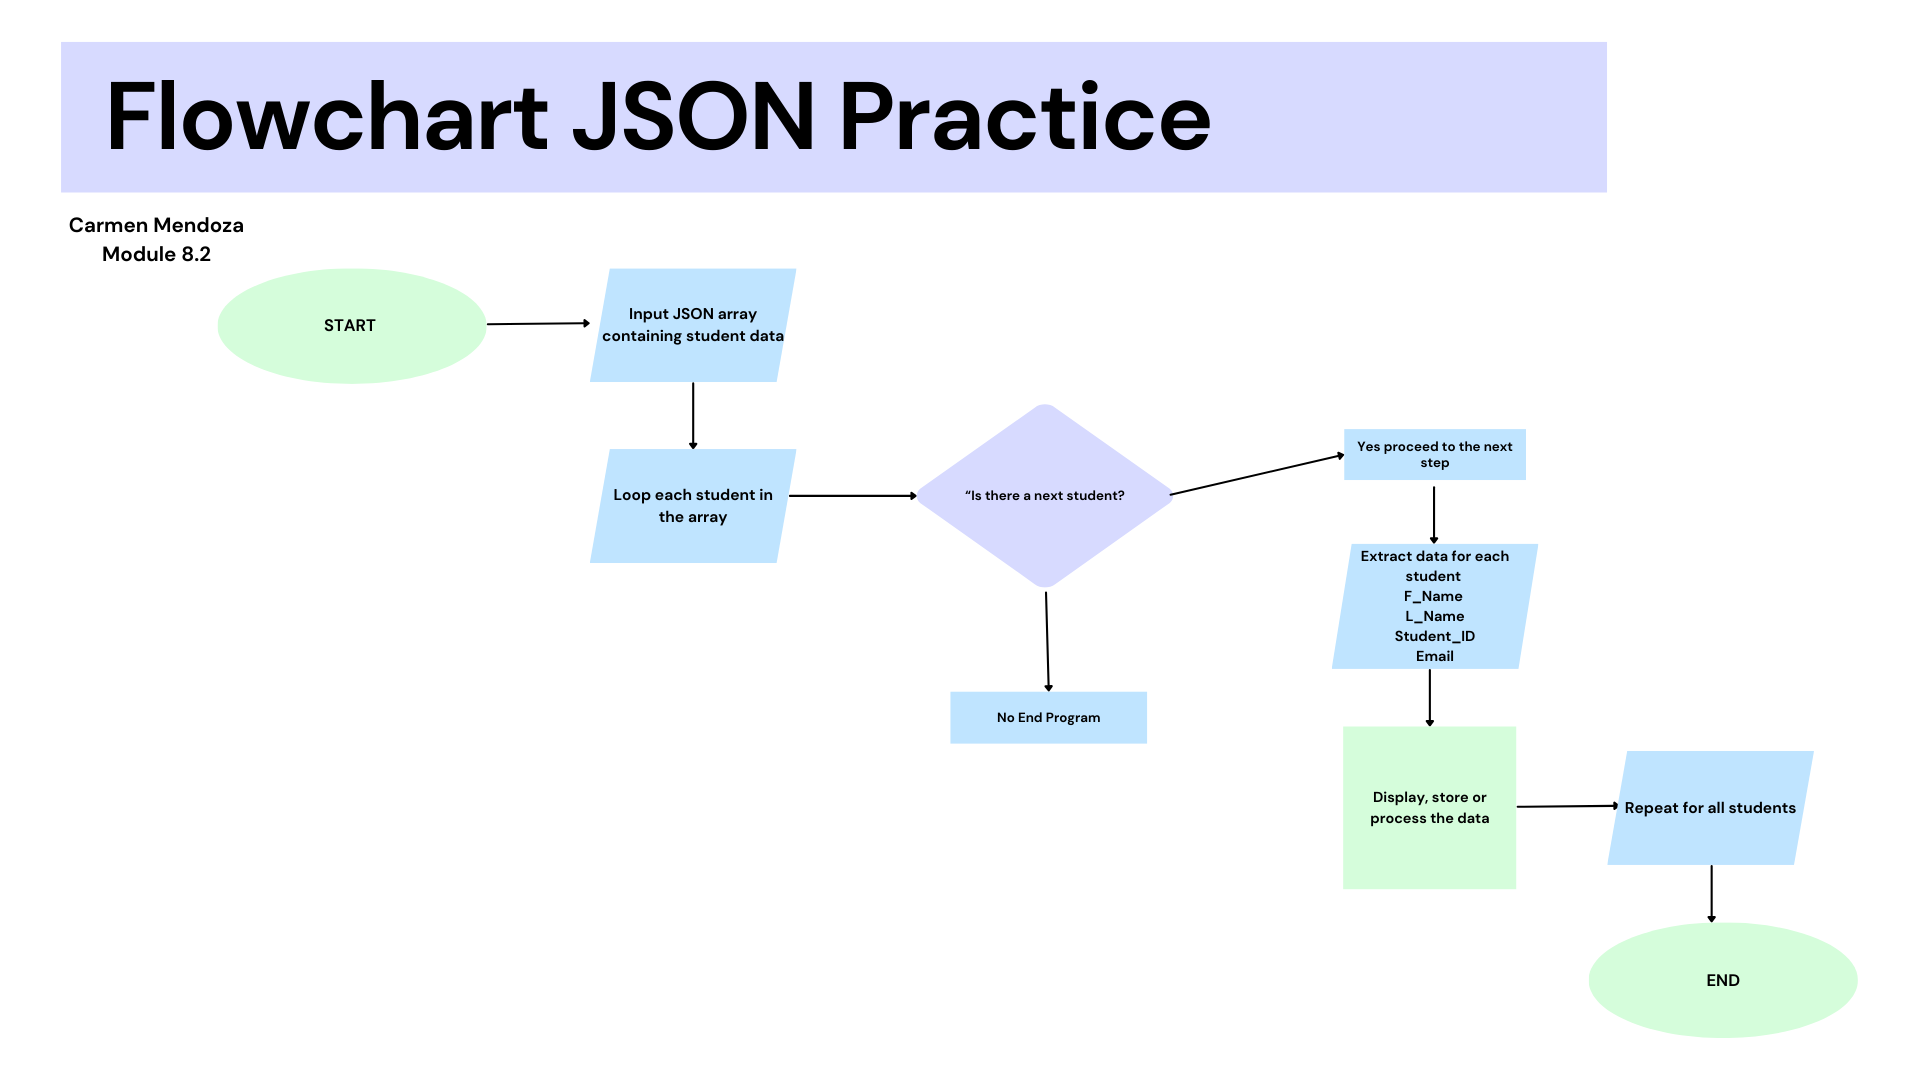 Flowchart JSON Practice
Carmen Mendoza
Module 8.2
START
Input JSON array
containing student data
Loop each student in
the array
“Is there a next student?
Yes proceed to the next
step
No End Program
Extract data for each
student
F_Name
L_Name
Student_ID
Email
Display, store or
process the data
Repeat for all students
END